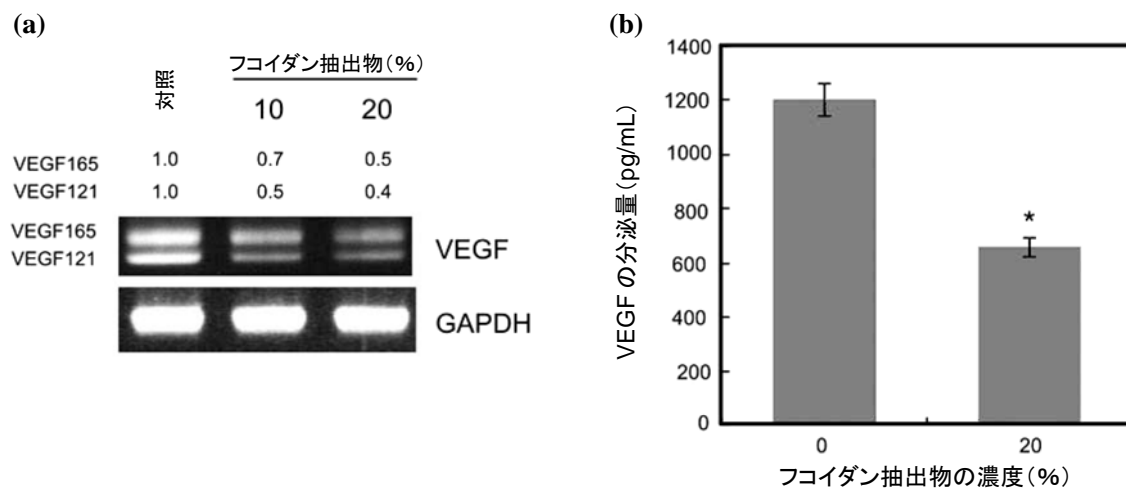 (a)
対照
フコイダン抽出物(%)
10 20
VEGF165 1.0 0.7 0.5
VEGF121 1.0 0.5 0.4
VEGF165
VEGF121
VEGF
GAPDH
(b)
VEGF の分泌量(pg/mL)
1400
1200
1000
800
600
400
200
0
*
0 20
フコイダン抽出物の濃度(%)